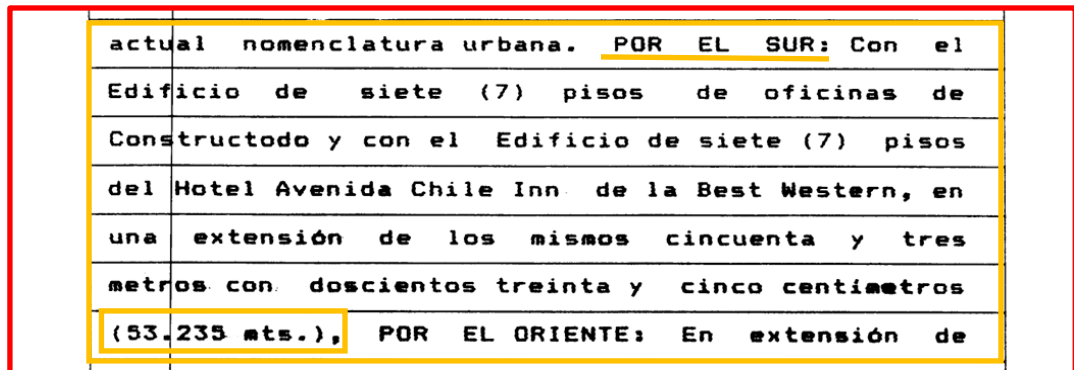 actual nomenclatura urbana. POR EL SUR: Con el
Edificio de siete (7) pisos de oficinas de
Constructodo y con el Edificio de siete (7) pisos
del Hotel Avenida Chile Inn de la Best Western, en
una extensión de los mismos cincuenta y tres
metros con doscientos treinta y cinco centimetros
(53.235 mts.), POR EL ORIENTE: En extensión de